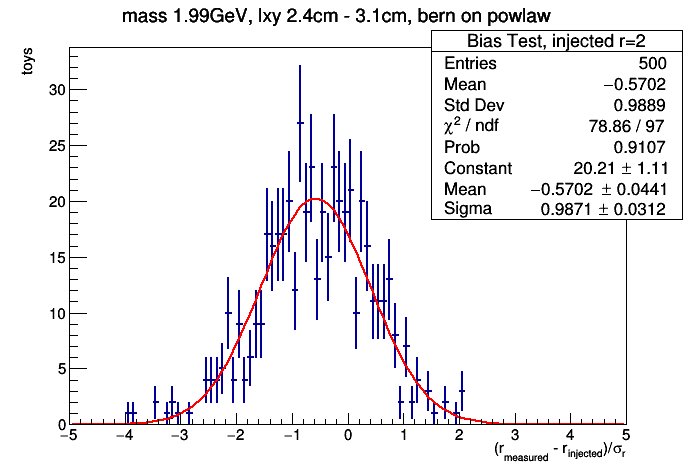 mass 1.99GeV, lxy 2.4cm - 3.1cm, bern on powlaw
Bias Test, injected r=2
Entries 500
Mean −0.5702
Std Dev 0.9889
χ² / ndf 78.86 / 97
Prob 0.9107
Constant 20.21 ± 1.11
Mean −0.5702 ± 0.0441
Sigma 0.9871 ± 0.0312
toys
30
25
20
15
10
5
0
−5 −4 −3 −2 −1 0 1 2 3 4 5
(r_measured - r_injected)/σ_r